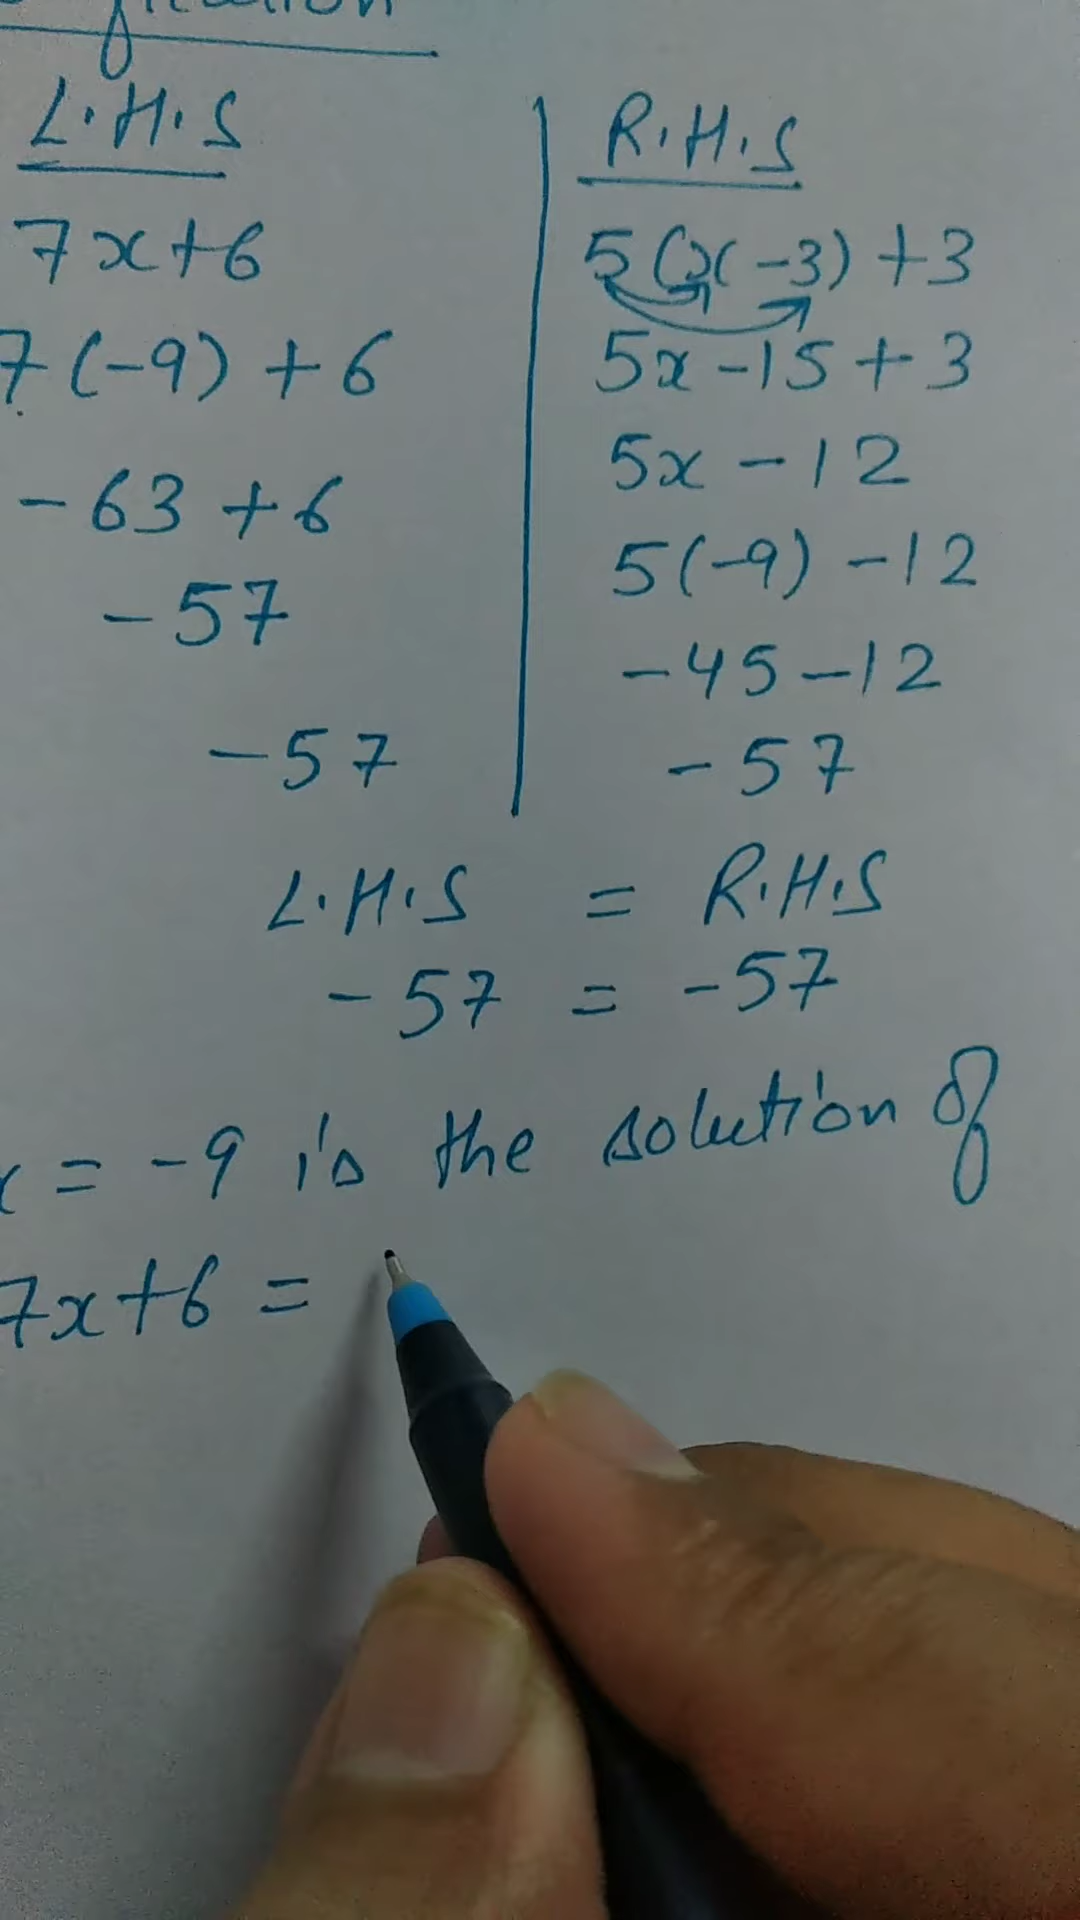 L.H.S
7x+6
7(-9)+6
-63+6
-57
-57
R.H.S
5(x-3)+3
5x-15+3
5x-12
5(-9)-12
-45-12
-57
L.H.S = R.H.S
-57 = -57
x = -9 is the solution of
7x+6 =